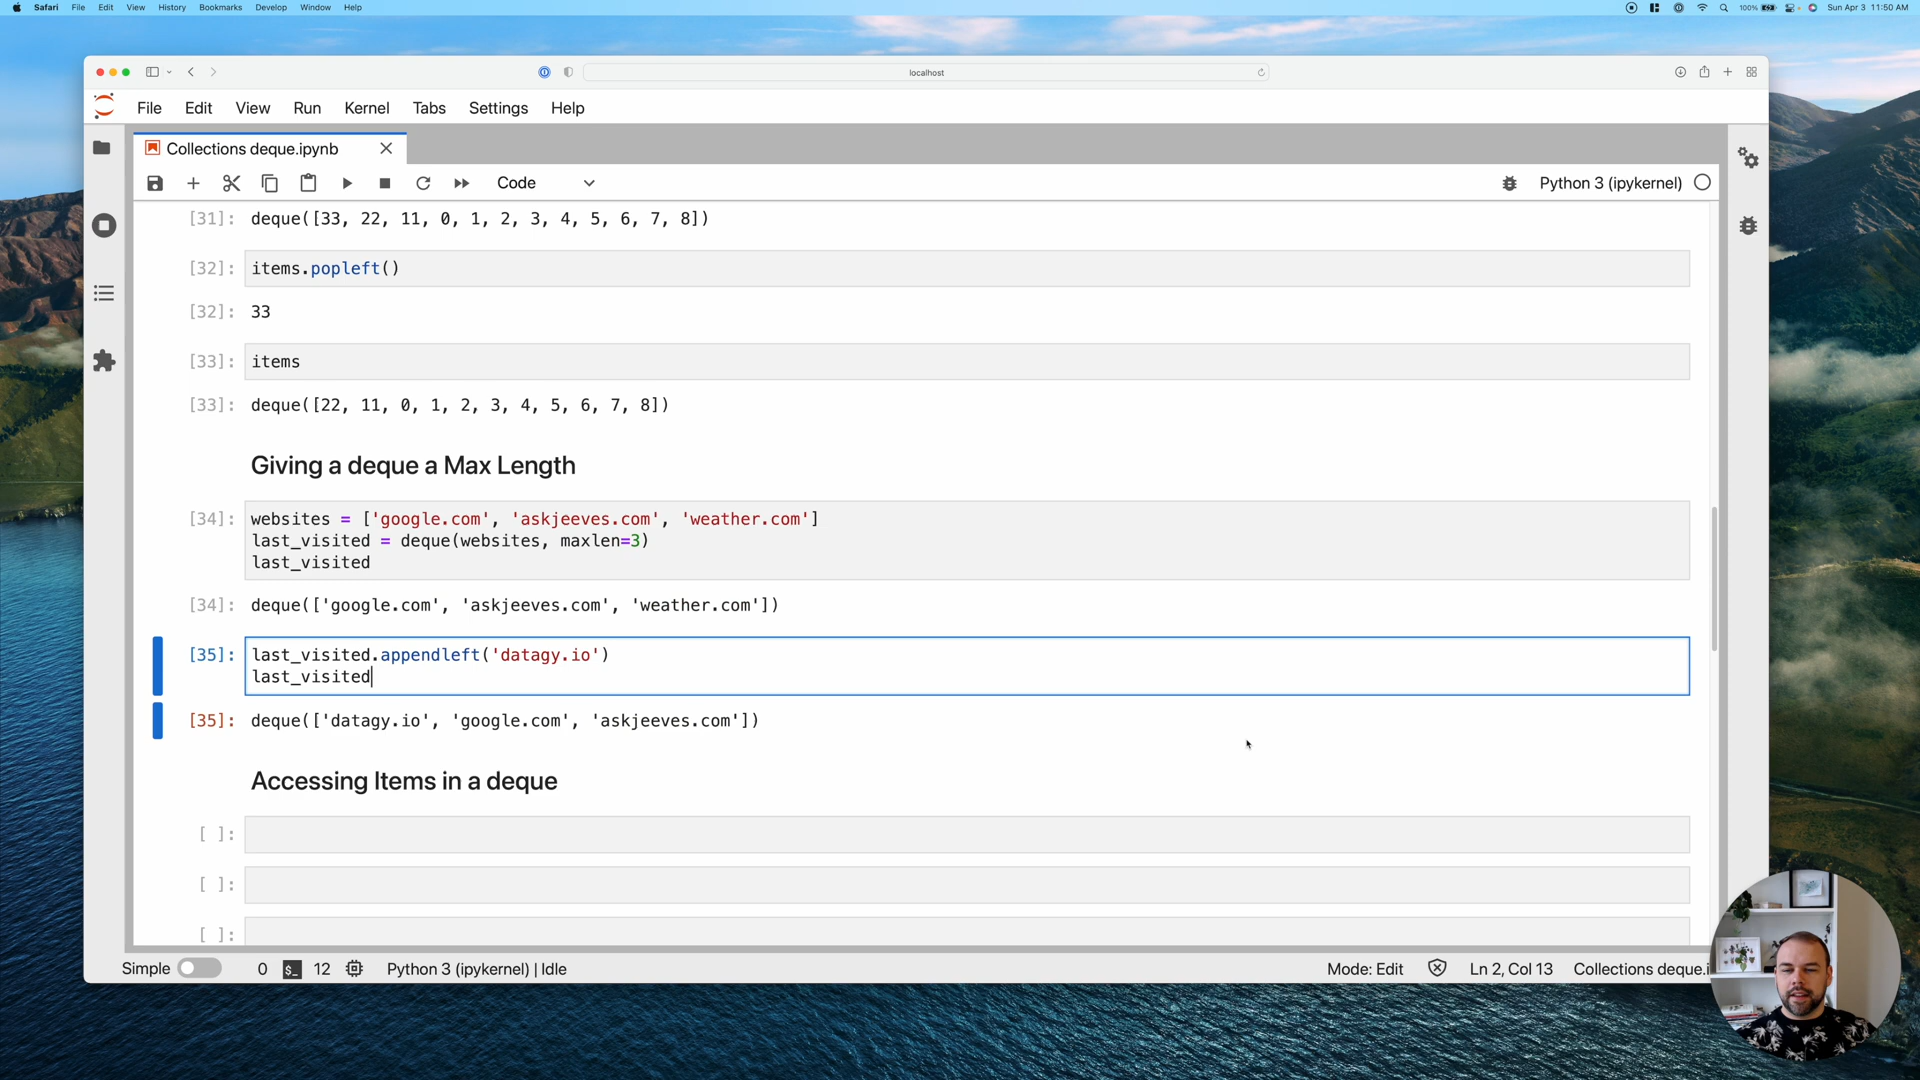 Safari File Edit View History Bookmarks Develop Window Help 100% Sun Apr 3 11:50 AM
localhost
File Edit View Run Kernel Tabs Settings Help
Collections deque.ipynb
Code Python 3 (ipykernel)
[31]: deque([33, 22, 11, 0, 1, 2, 3, 4, 5, 6, 7, 8])
[32]: items.popleft()
[32]: 33
[33]: items
[33]: deque([22, 11, 0, 1, 2, 3, 4, 5, 6, 7, 8])
Giving a deque a Max Length
[34]: websites = ['google.com', 'askjeeves.com', 'weather.com']
last_visited = deque(websites, maxlen=3)
last_visited
[34]: deque(['google.com', 'askjeeves.com', 'weather.com'])
[35]: last_visited.appendleft('datagy.io')
last_visited
[35]: deque(['datagy.io', 'google.com', 'askjeeves.com'])
Accessing Items in a deque
[ ]:
[ ]:
[ ]:
Simple 0 $_ 12 Python 3 (ipykernel) | Idle Mode: Edit Ln 2, Col 13 Collections deque.i